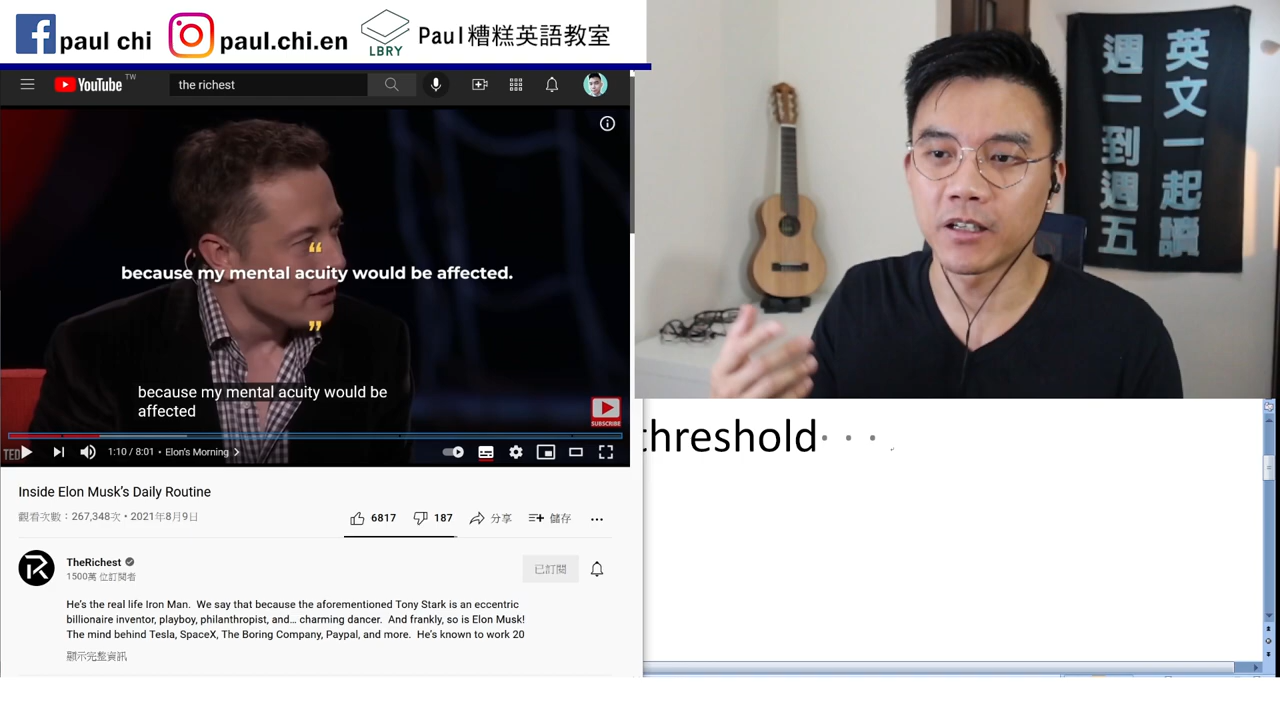 paul chi
paul.chi.en
LBRY
Paul糟糕英語教室
YouTube TW
the richest
“
because my mental acuity would be affected.
”
because my mental acuity would be
affected
SUBSCRIBE
TED
1:10 / 8:01 • Elon's Morning
Inside Elon Musk's Daily Routine
觀看次數：267,348次 • 2021年8月9日
6817
187
分享
儲存
TheRichest
1500萬 位訂閱者
已訂閱
He's the real life Iron Man. We say that because the aforementioned Tony Stark is an eccentric
billionaire inventor, playboy, philanthropist, and... charming dancer. And frankly, so is Elon Musk!
The mind behind Tesla, SpaceX, The Boring Company, Paypal, and more. He's known to work 20
顯示完整資訊
英文一起讀
週一到週五
threshold···